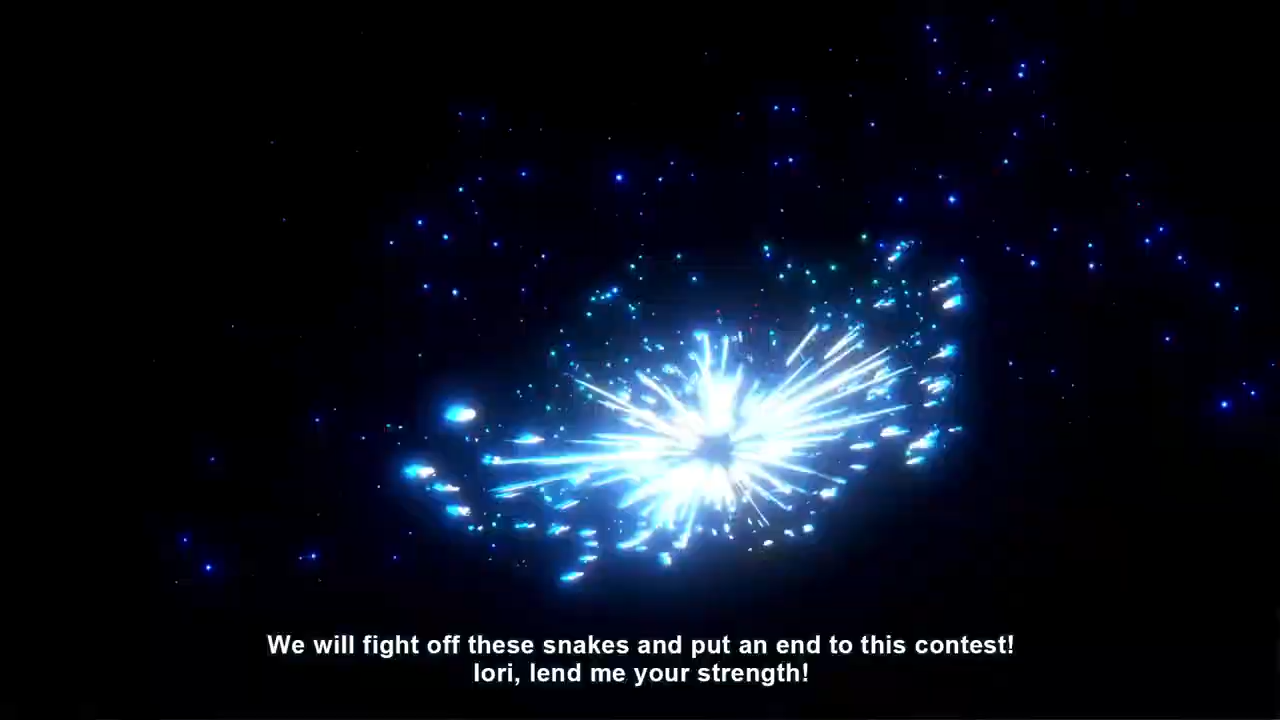 We will fight off these snakes and put an end to this contest!
Iori, lend me your strength!